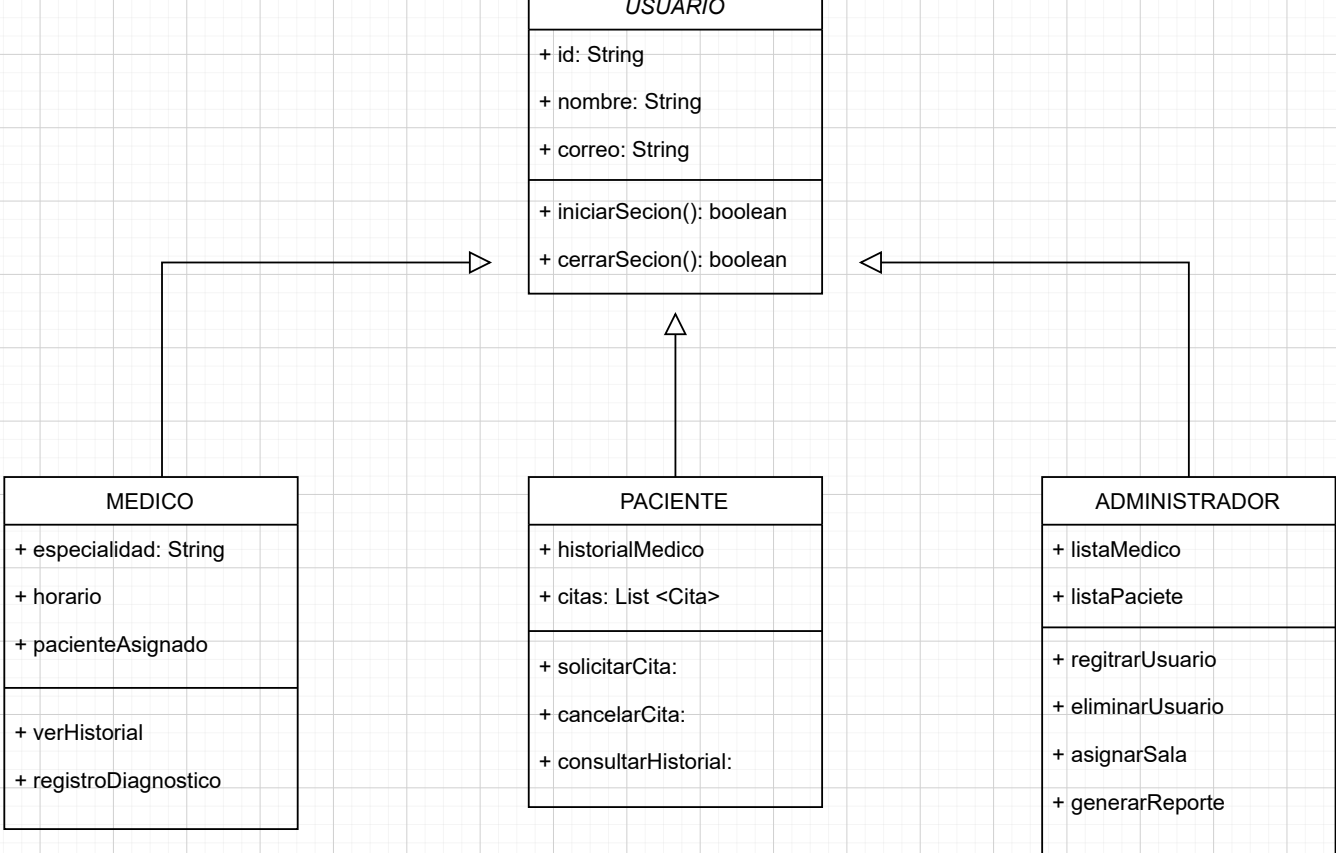 USUARIO
+ id: String
+ nombre: String
+ correo: String
+ iniciarSecion(): boolean
+ cerrarSecion(): boolean
MEDICO
+ especialidad: String
+ horario
+ pacienteAsignado
+ verHistorial
+ registroDiagnostico
PACIENTE
+ historialMedico
+ citas: List <Cita>
+ solicitarCita:
+ cancelarCita:
+ consultarHistorial:
ADMINISTRADOR
+ listaMedico
+ listaPaciete
+ regitrarUsuario
+ eliminarUsuario
+ asignarSala
+ generarReporte